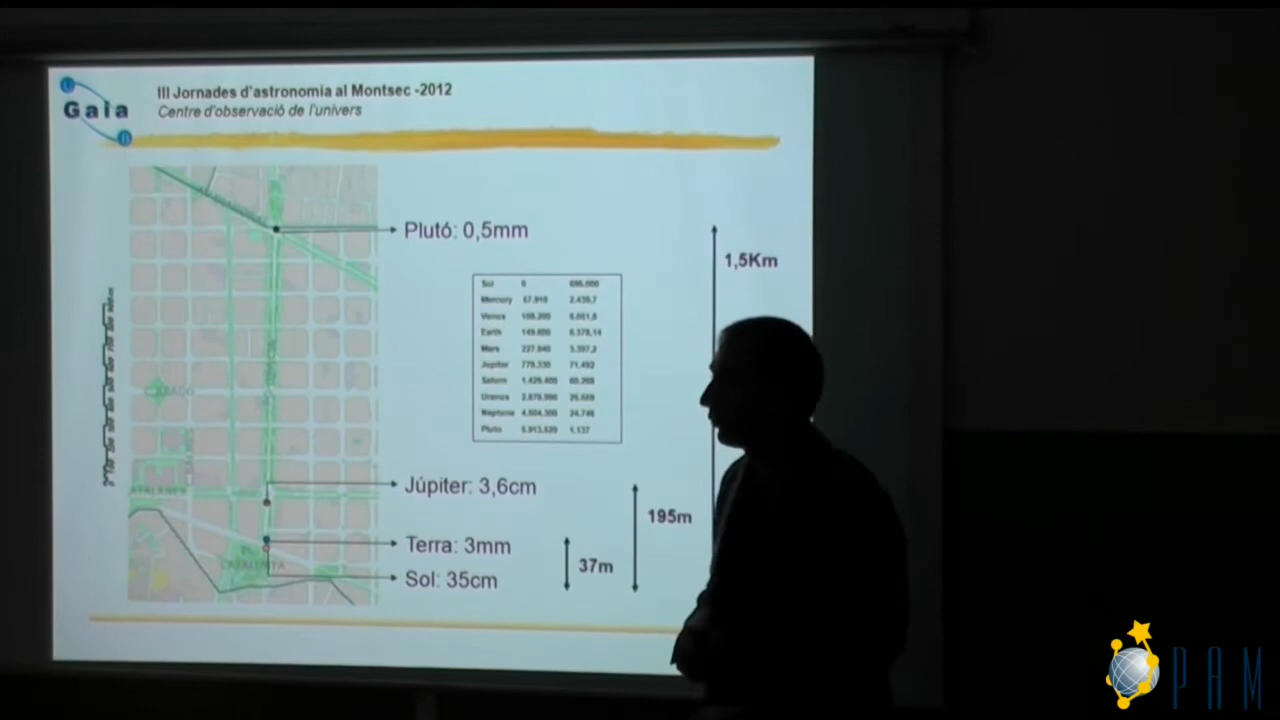 Gaia
III Jornades d'astronomia al Montsec -2012
Centre d'observació de l'univers
Plutó: 0,5mm
1,5Km
Sol 0 696.000
Mercury 57.910 2.439,7
Venus 108.200 6.051,8
Earth 149.600 6.378,14
Mars 227.940 3.397,2
Jupiter 778.330 71.492
Saturn 1.429.400 60.268
Uranus 2.870.990 25.559
Neptune 4.504.300 24.746
Pluto 5.913.520 1.137
Júpiter: 3,6cm
195m
Terra: 3mm
37m
CATALUNYA
Sol: 35cm
PAM